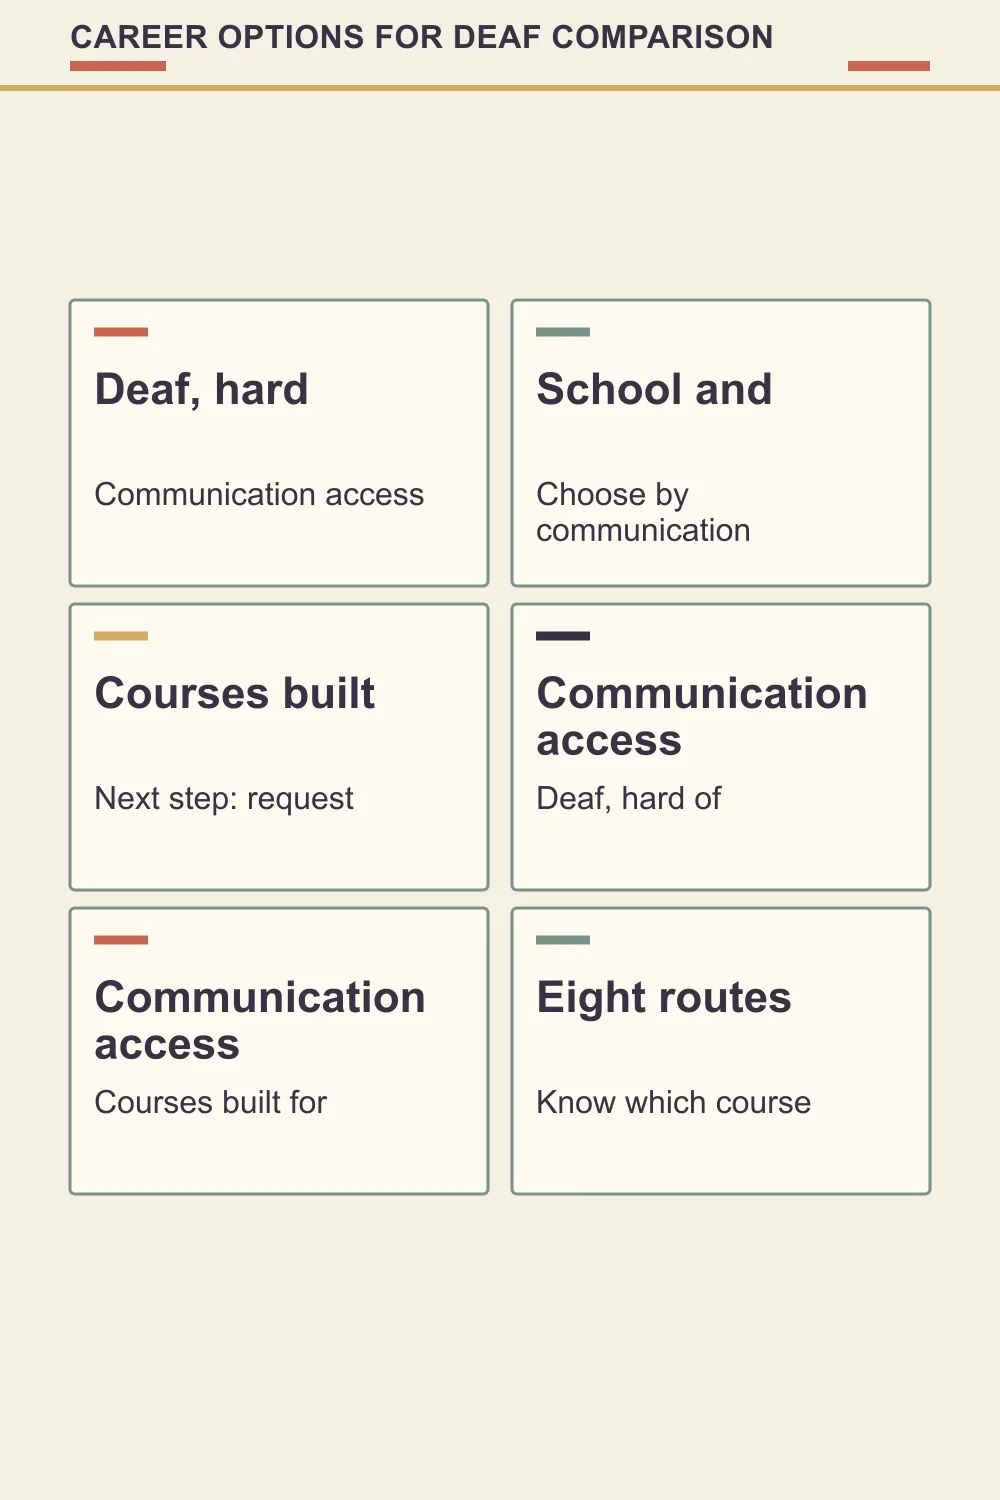 CAREER OPTIONS FOR DEAF COMPARISON
Deaf, hard
Communication access
School and
Choose by
communication
Courses built
Next step: request
Communication
access
Deaf, hard of
Communication
access
Courses built for
Eight routes
Know which course